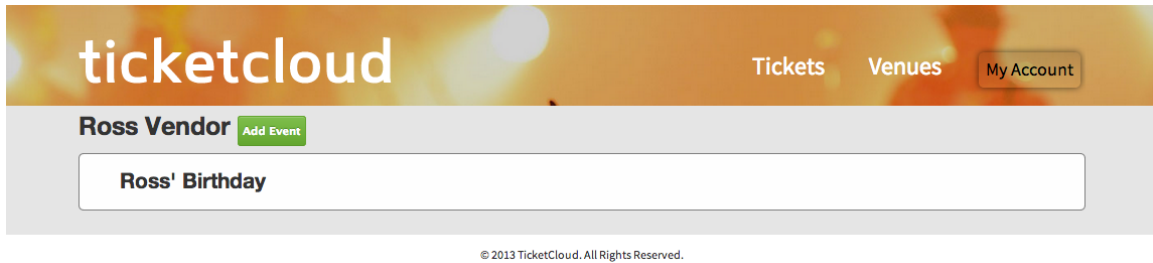 ticketcloud
Tickets Venues My Account
Ross Vendor Add Event
Ross' Birthday
© 2013 TicketCloud. All Rights Reserved.